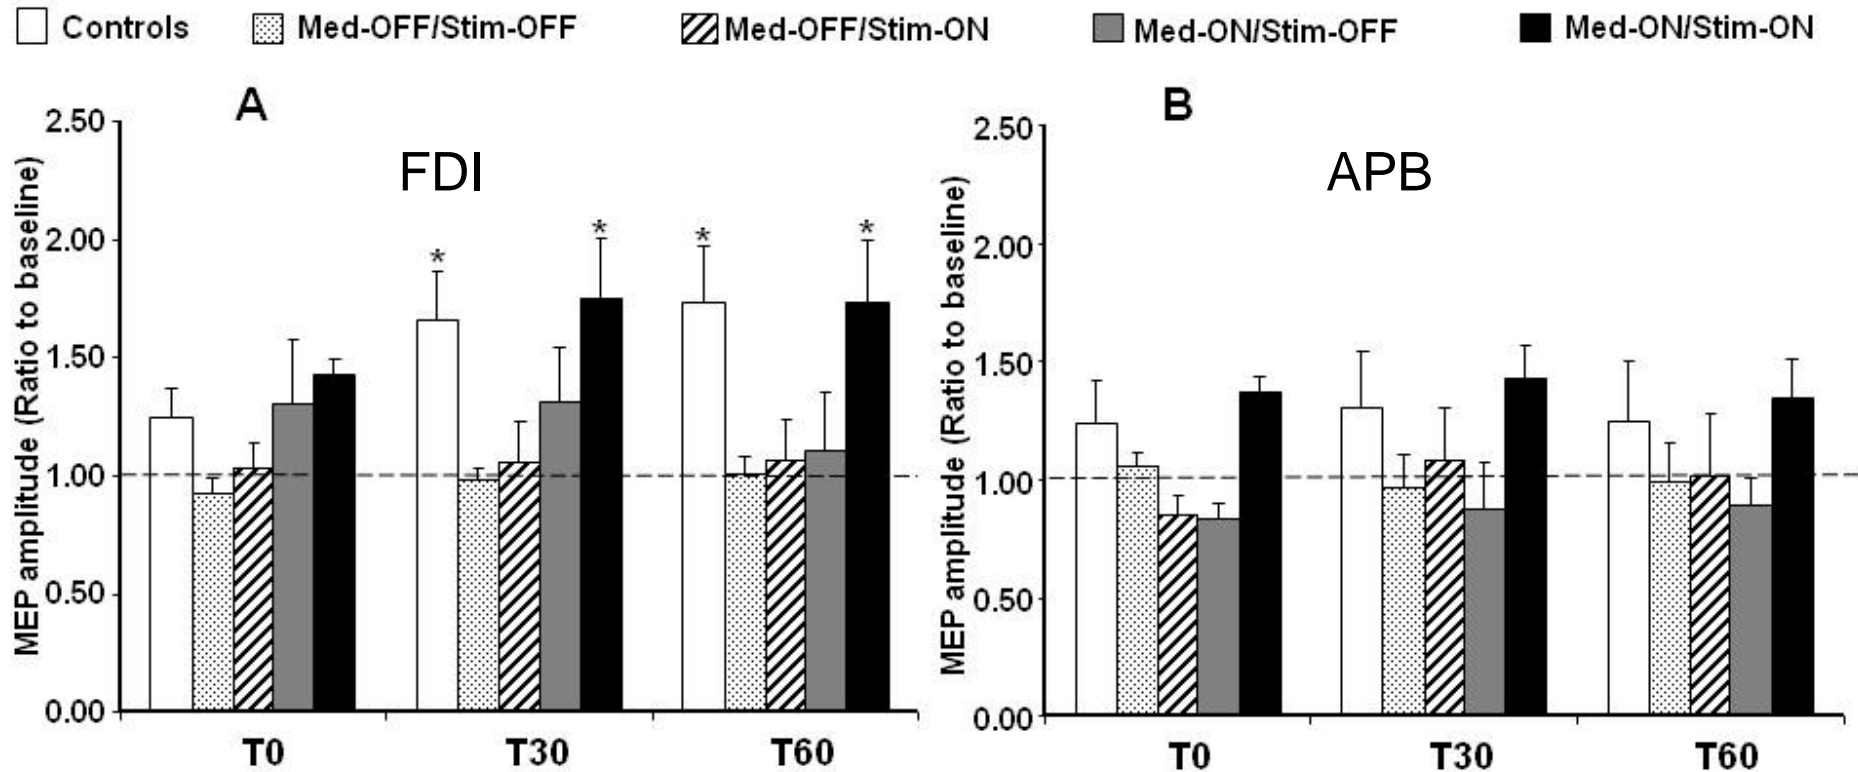 Controls Med-OFF/Stim-OFF Med-OFF/Stim-ON Med-ON/Stim-OFF Med-ON/Stim-ON
A
FDI
MEP amplitude (Ratio to baseline)
2.50
2.00
1.50
1.00
0.50
0.00
* * * *
T0 T30 T60
B
APB
MEP amplitude (Ratio to baseline)
2.50
2.00
1.50
1.00
0.50
0.00
T0 T30 T60